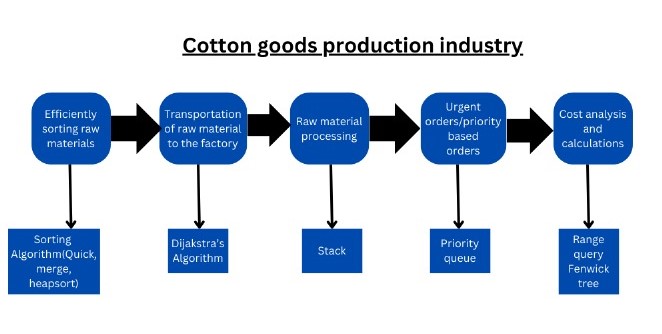 Cotton goods production industry
Efficiently
sorting raw
materials
Transportation
of raw material
to the factory
Raw material
processing
Urgent
orders/priority
based
orders
Cost analysis
and
calculations
Sorting
Algorithm(Quick,
merge,
heapsort)
Dijakstra's
Algorithm
Stack
Priority
queue
Range
query
Fenwick
tree